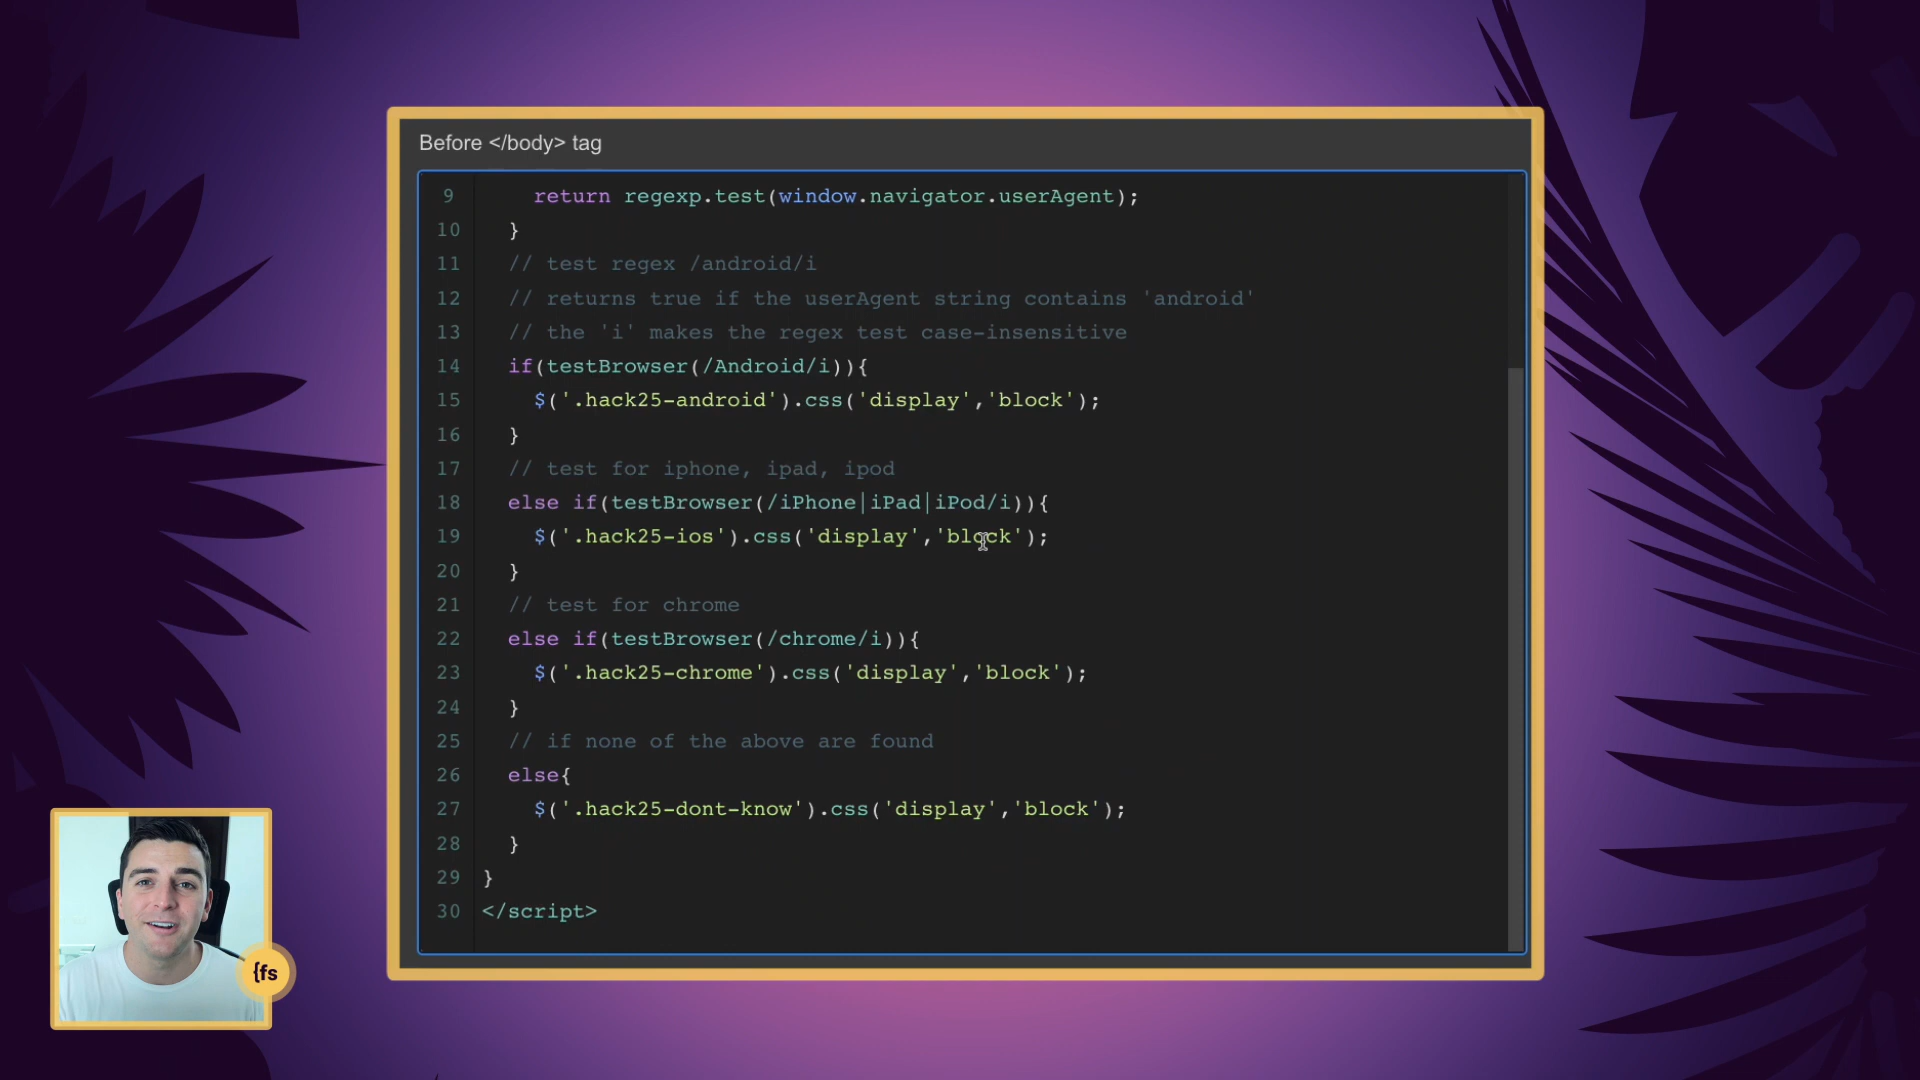 Before </body> tag
9 return regexp.test(window.navigator.userAgent);
10 }
11 // test regex /android/i
12 // returns true if the userAgent string contains 'android'
13 // the 'i' makes the regex test case-insensitive
14 if(testBrowser(/Android/i)){
15 $('.hack25-android').css('display','block');
16 }
17 // test for iphone, ipad, ipod
18 else if(testBrowser(/iPhone|iPad|iPod/i)){
19 $('.hack25-ios').css('display','block');
20 }
21 // test for chrome
22 else if(testBrowser(/chrome/i)){
23 $('.hack25-chrome').css('display','block');
24 }
25 // if none of the above are found
26 else{
27 $('.hack25-dont-know').css('display','block');
28 }
29 }
30 </script>
{fs